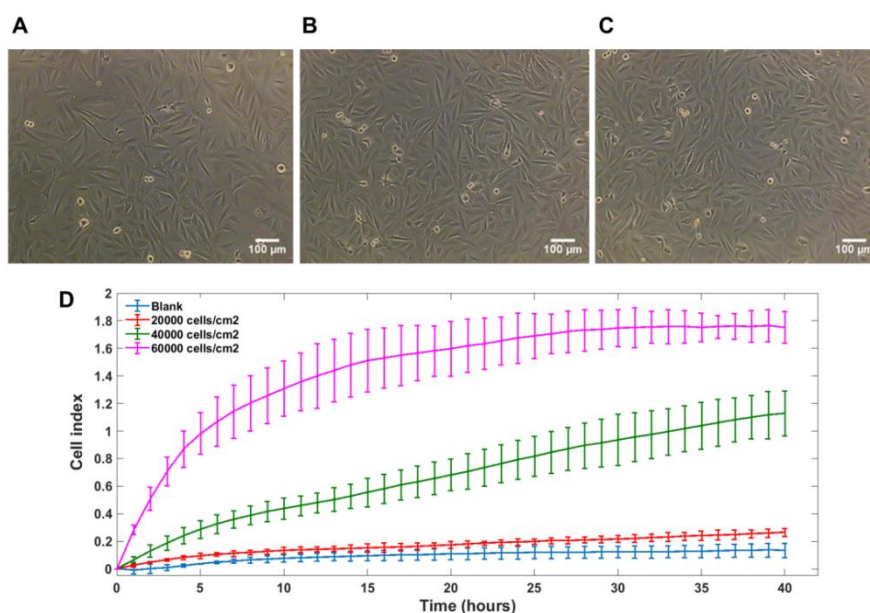 A
B
C
100 µm
100 µm
100 µm
D
Blank
20000 cells/cm2
40000 cells/cm2
60000 cells/cm2
Cell index
2
1.8
1.6
1.4
1.2
1
0.8
0.6
0.4
0.2
0
0 5 10 15 20 25 30 35 40
Time (hours)